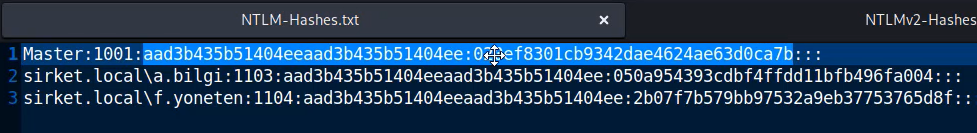 NTLM-Hashes.txt
NTLMv2-Hashes
1 Master:1001:aad3b435b51404eeaad3b435b51404ee:
2 sirket.local\a.bilgi:1103:aad3b435b51404eeaad3b435b51404ee:050a954393cdbf4ffdd11bfb496fa004:::
3 sirket.local\f.yoneten:1104:aad3b435b51404eeaad3b435b51404ee:2b07f7b579bb97532a9eb37753765d8f::